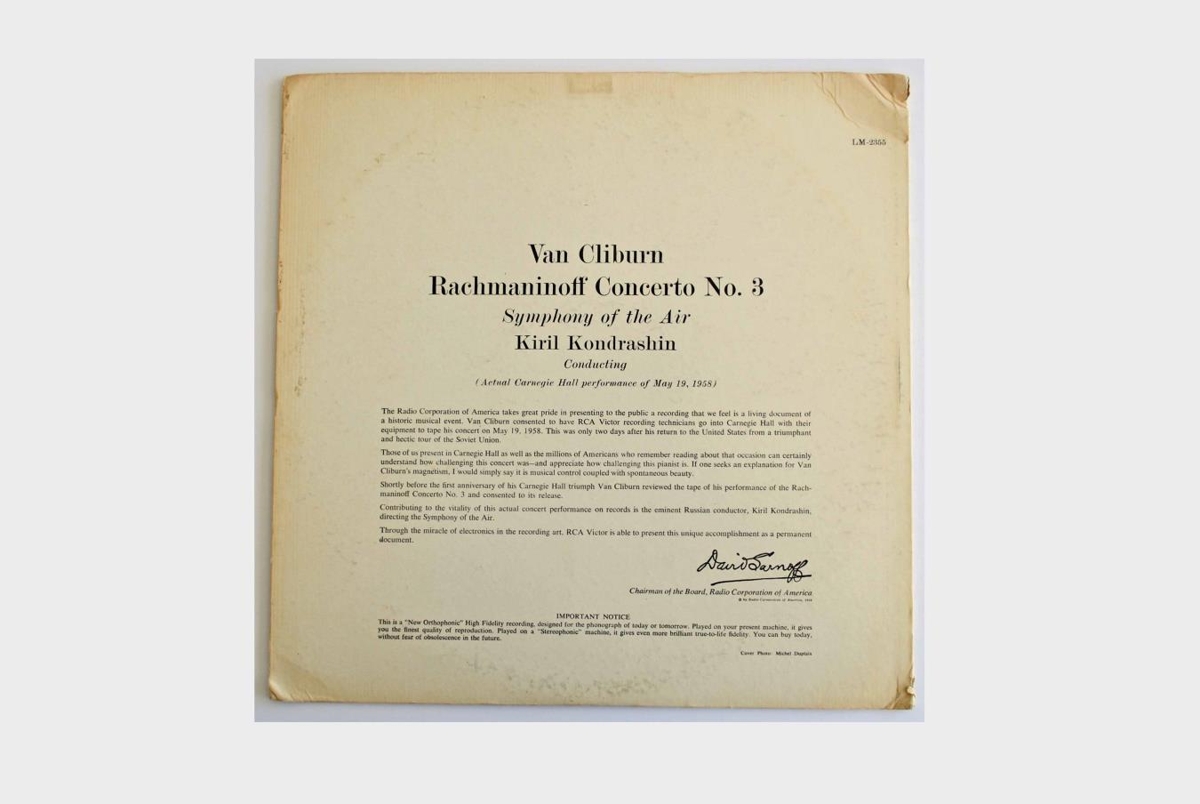 LM-2355
Van Cliburn
Rachmaninoff Concerto No. 3
Symphony of the Air
Kiril Kondrashin
Conducting
(Actual Carnegie Hall performance of May 19, 1958)
The Radio Corporation of America takes great pride in presenting to the public a recording that we feel is a living document of
a historic musical event. Van Cliburn consented to have RCA Victor recording technicians go into Carnegie Hall with their
equipment to tape his concert on May 19, 1958. This was only two days after his return to the United States from a triumphant
and hectic tour of the Soviet Union.
Those of us present in Carnegie Hall as well as the millions of Americans who remember reading about that occasion can certainly
understand how challenging this concert was—and appreciate how challenging this pianist is. If one seeks an explanation for Van
Cliburn's magnetism, I would simply say it is musical control coupled with spontaneous beauty.
Shortly before the first anniversary of his Carnegie Hall triumph Van Cliburn reviewed the tape of his performance of the Rach-
maninoff Concerto No. 3 and consented to its release.
Contributing to the vitality of this actual concert performance on records is the eminent Russian conductor, Kiril Kondrashin,
directing the Symphony of the Air.
Through the miracle of electronics in the recording art, RCA Victor is able to present this unique accomplishment as a permanent
document.
David Sarnoff
Chairman of the Board, Radio Corporation of America
© by Radio Corporation of America,
IMPORTANT NOTICE
This is a "New Orthophonic" High Fidelity recording, designed for the phonograph of today or tomorrow. Played on your present machine, it gives
you the finest quality of reproduction. Played on a "Stereophonic" machine, it gives even more brilliant true-to-life fidelity. You can buy today,
without fear of obsolescence in the future.
Cover Photo: Michel